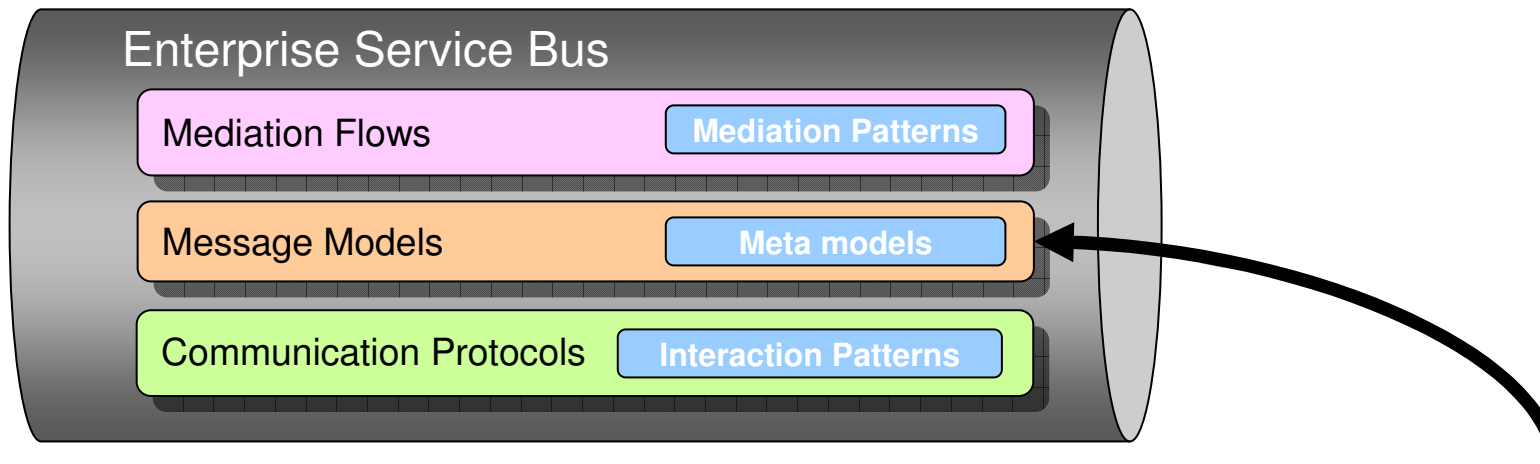 Enterprise Service Bus
Mediation Flows
Mediation Patterns
Message Models
Meta models
Communication Protocols
Interaction Patterns